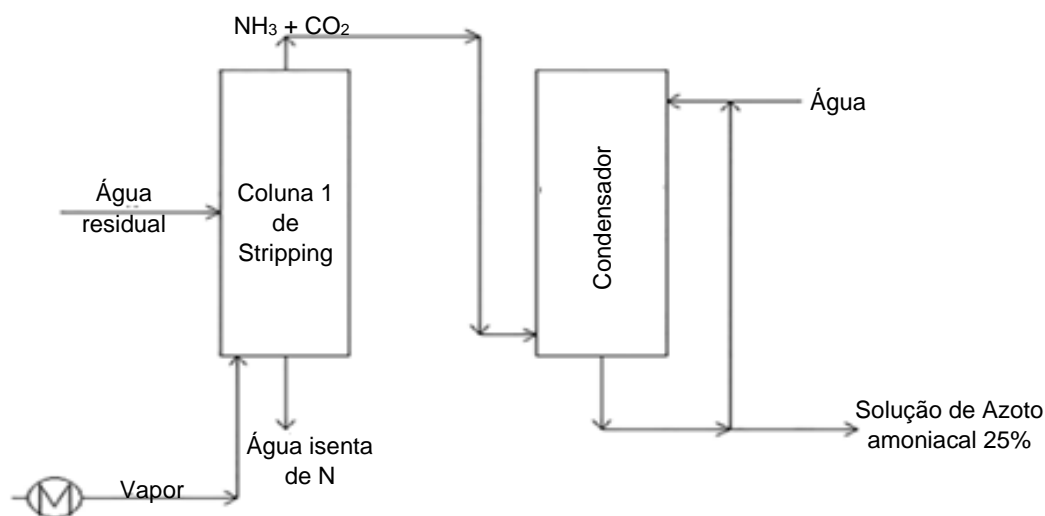 NH₃ + CO₂
Água
Água
residual
Coluna 1
de
Stripping
Condensador
Solução de Azoto
amoniacal 25%
Água isenta
de N
Vapor
M